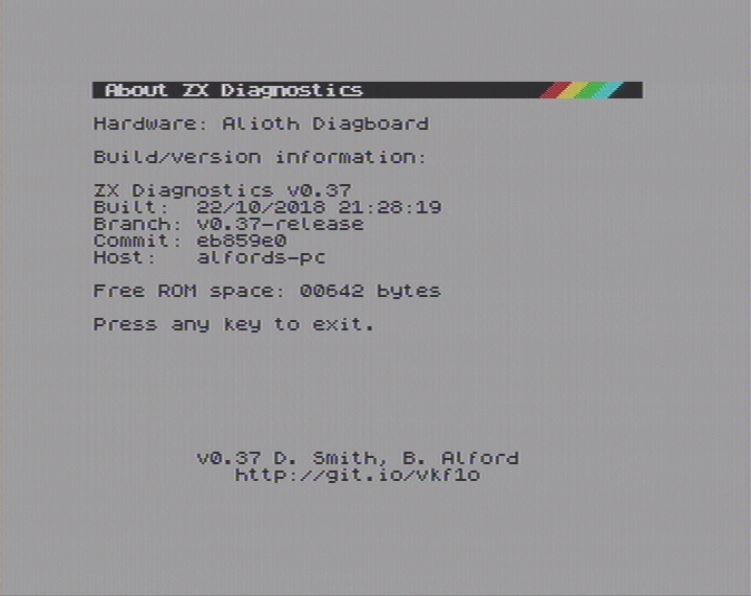 About ZX Diagnostics
Hardware: Alioth Diagboard
Build/version information:
ZX Diagnostics v0.37
Built: 22/10/2018 21:28:19
Branch: v0.37-release
Commit: eb859e0
Host: alfords-pc
Free ROM space: 00642 bytes
Press any key to exit.
v0.37 D. Smith, B. Alford
http://git.io/vkf1o